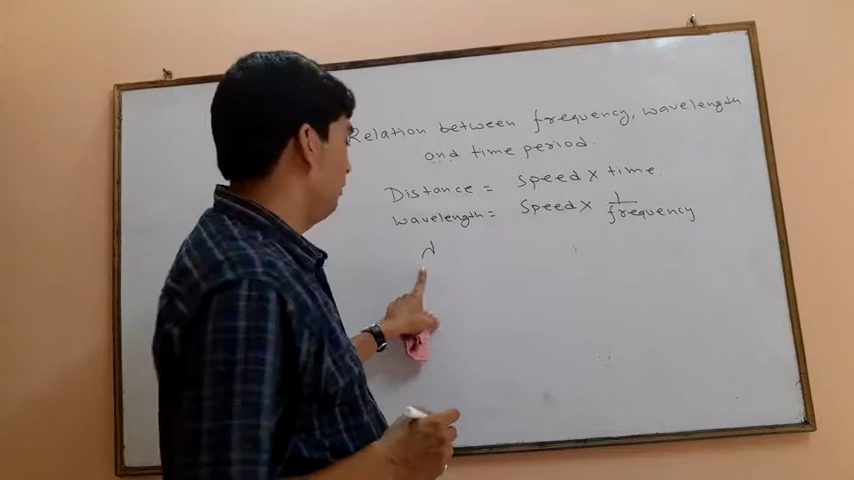 Relation between frequency, wavelength
and time period.
Distance = speed × time.
wavelength = speed × 1/frequency
λ